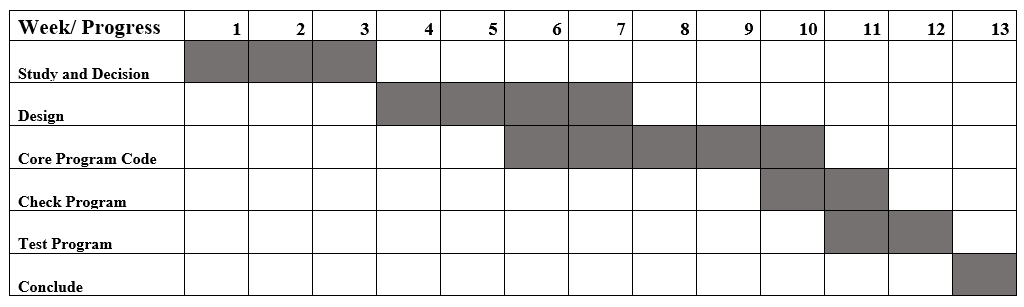 Week/ Progress 1 2 3 4 5 6 7 8 9 10 11 12 13
Study and Decision
Design
Core Program Code
Check Program
Test Program
Conclude